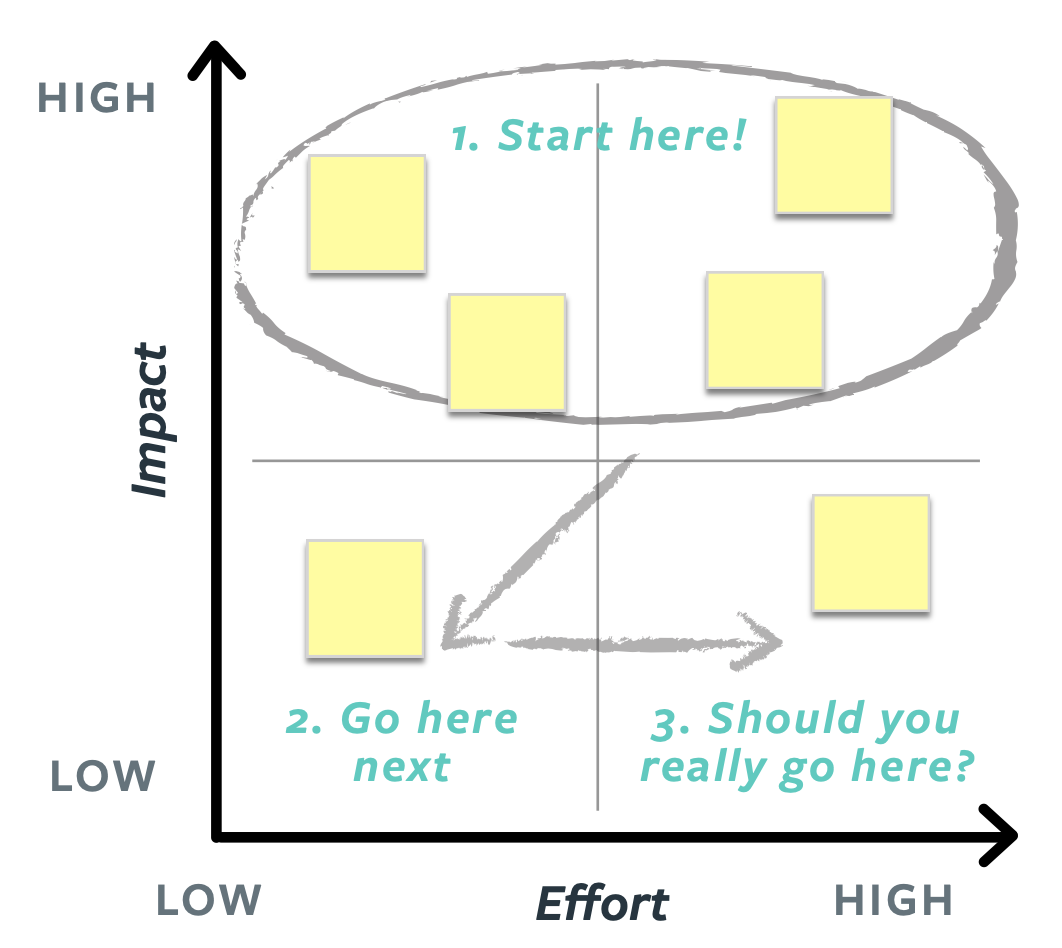 HIGH
1. Start here!
Impact
2. Go here
next
3. Should you
really go here?
LOW
LOW
Effort
HIGH